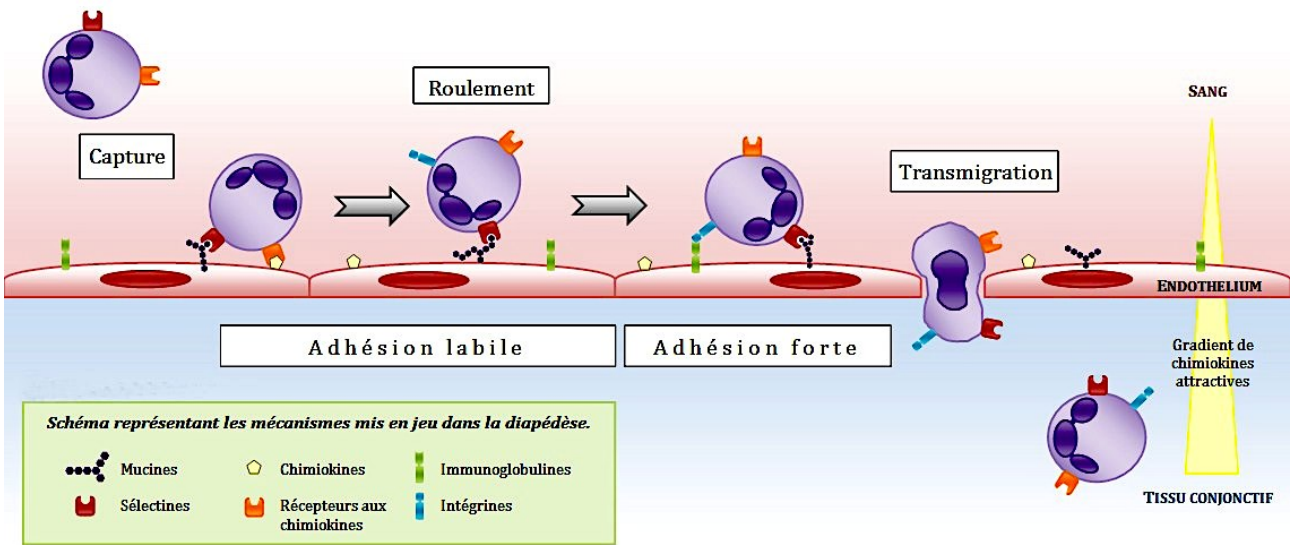 Capture
Roulement
Transmigration
SANG
ENDOTHELIUM
Adhésion labile
Adhésion forte
Gradient de
chimiokines
attractives
TISSU CONJONCTIF
Schéma représentant les mécanismes mis en jeu dans la diapédèse.
Mucines
Chimiokines
Immunoglobulines
Sélectines
Récepteurs aux
chimiokines
Intégrines